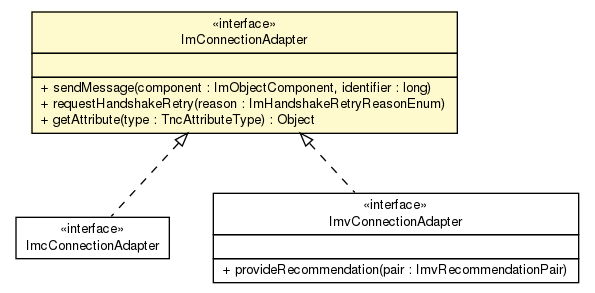 «interface»
ImConnectionAdapter
+ sendMessage(component : ImObjectComponent, identifier : long)
+ requestHandshakeRetry(reason : ImHandshakeRetryReasonEnum)
+ getAttribute(type : TncAttributeType) : Object
«interface»
ImcConnectionAdapter
«interface»
ImvConnectionAdapter
+ provideRecommendation(pair : ImvRecommendationPair)